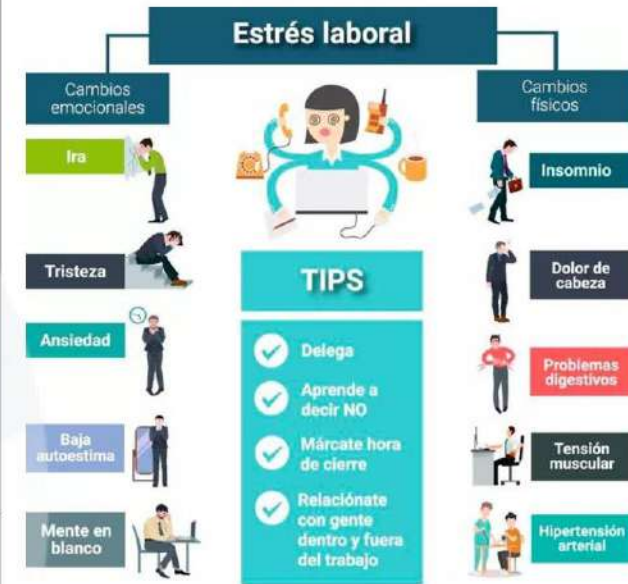 Estrés laboral
Cambios
emocionales
Ira
Tristeza
Ansiedad
Baja
autoestima
Mente en
blanco
TIPS
Delega
Aprende a
decir NO
Márcate hora
de cierre
Relaciónate
con gente
dentro y fuera
del trabajo
Cambios
físicos
Insomnio
Dolor de
cabeza
Problemas
digestivos
Tensión
muscular
Hipertensión
arterial